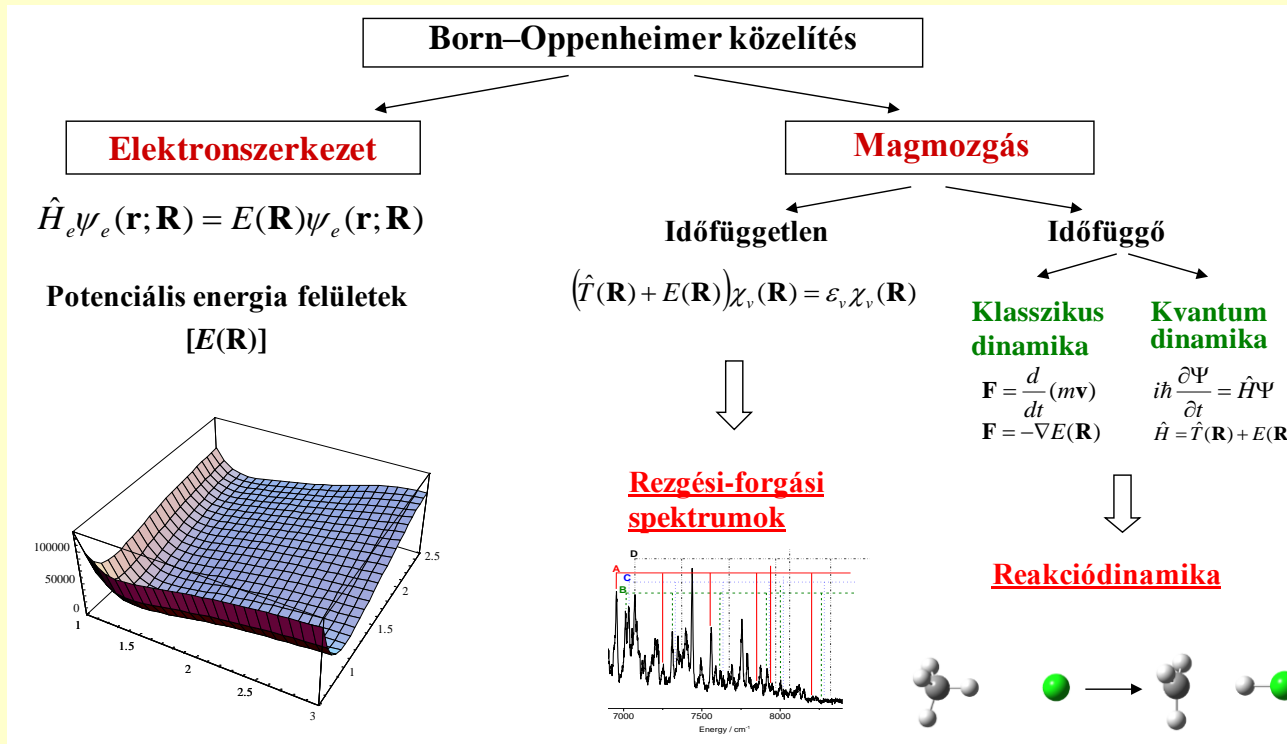 Born–Oppenheimer közelítés
Elektronszerkezet
Ĥ_e ψ_e(r;R) = E(R)ψ_e(r;R)
Potenciális energia felületek
[E(R)]
100000
50000
0
1
1.5
2
2.5
3
1
1.5
2.5
Magmozgás
Időfüggetlen
(T̂(R) + E(R))χ_v(R) = ε_v χ_v(R)
Rezgési-forgási
spektrumok
D
A
C
B
7000
7500
8000
Energy / cm⁻¹
Időfüggő
Klasszikus
dinamika
F = d/dt (mv)
F = −∇E(R)
Kvantum
dinamika
iħ ∂Ψ/∂t = ĤΨ
Ĥ = T̂(R) + E(R
Reakciódinamika